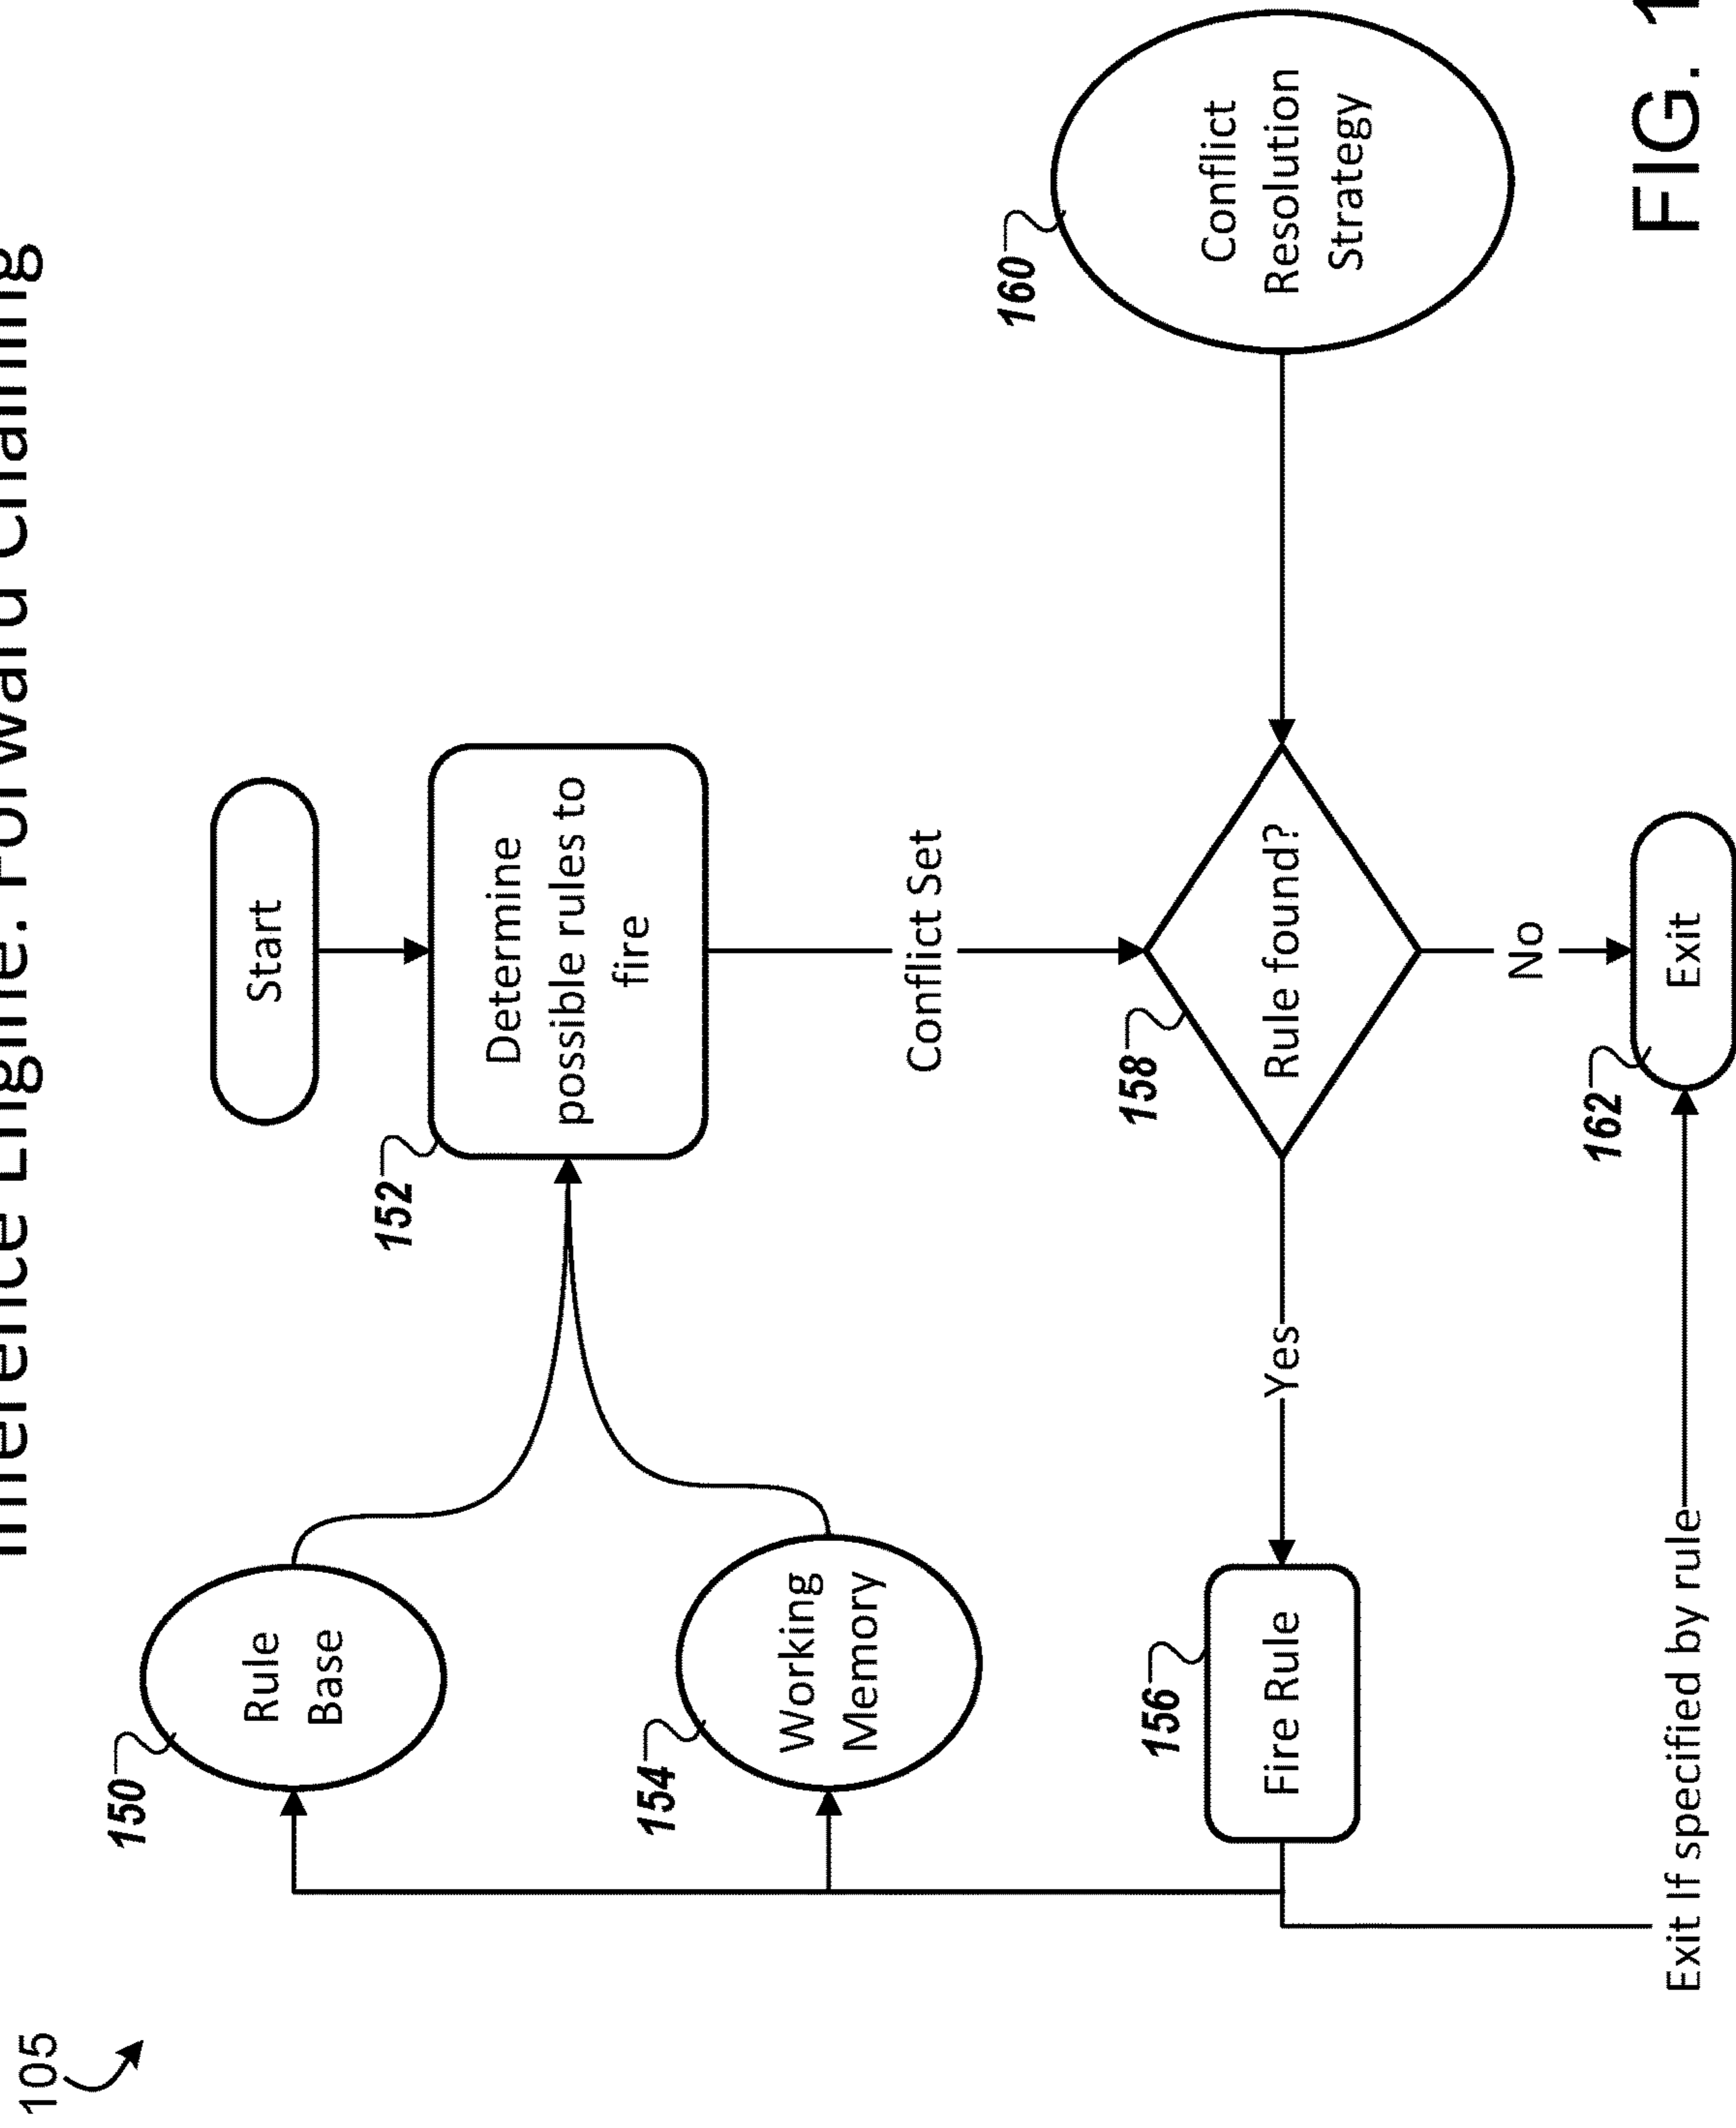 Inference Engine: Forward Chaining
105
Start
150
Rule
Base
152
Determine
possible rules to
fire
154
Working
Memory
Conflict Set
160
Conflict
Resolution
Strategy
158
Rule found?
156
Fire Rule
Yes
No
162
Exit
Exit If specified by rule
FIG. 1